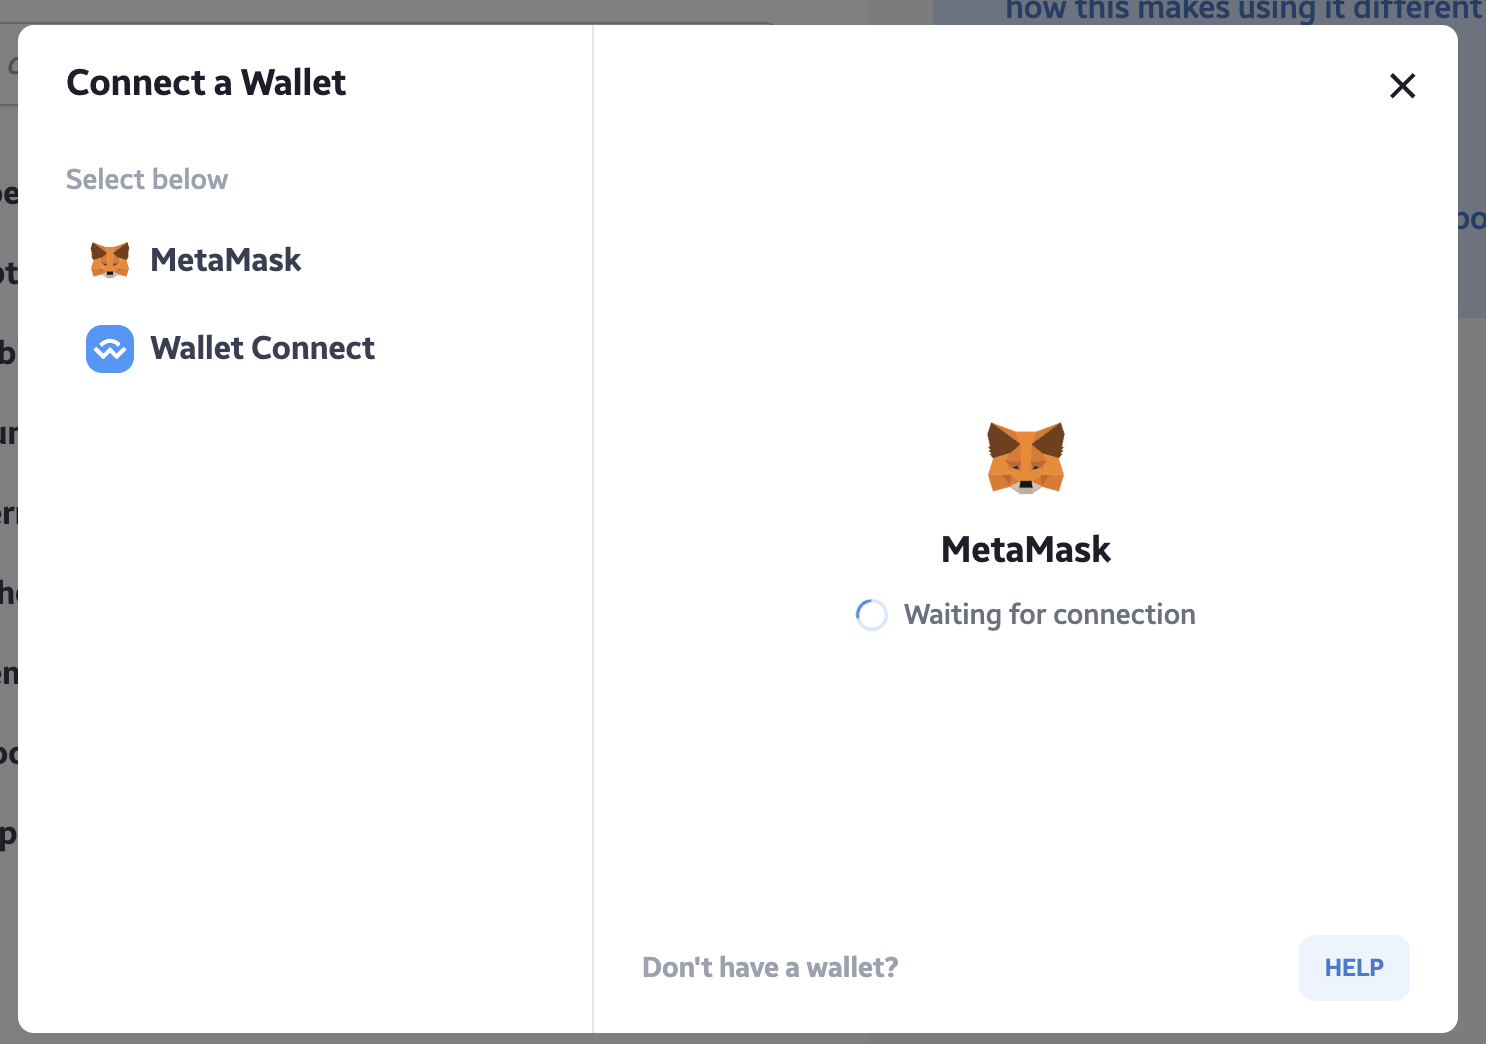 how this makes using it different
Connect a Wallet
Select below
MetaMask
Wallet Connect
MetaMask
Waiting for connection
Don't have a wallet?
HELP